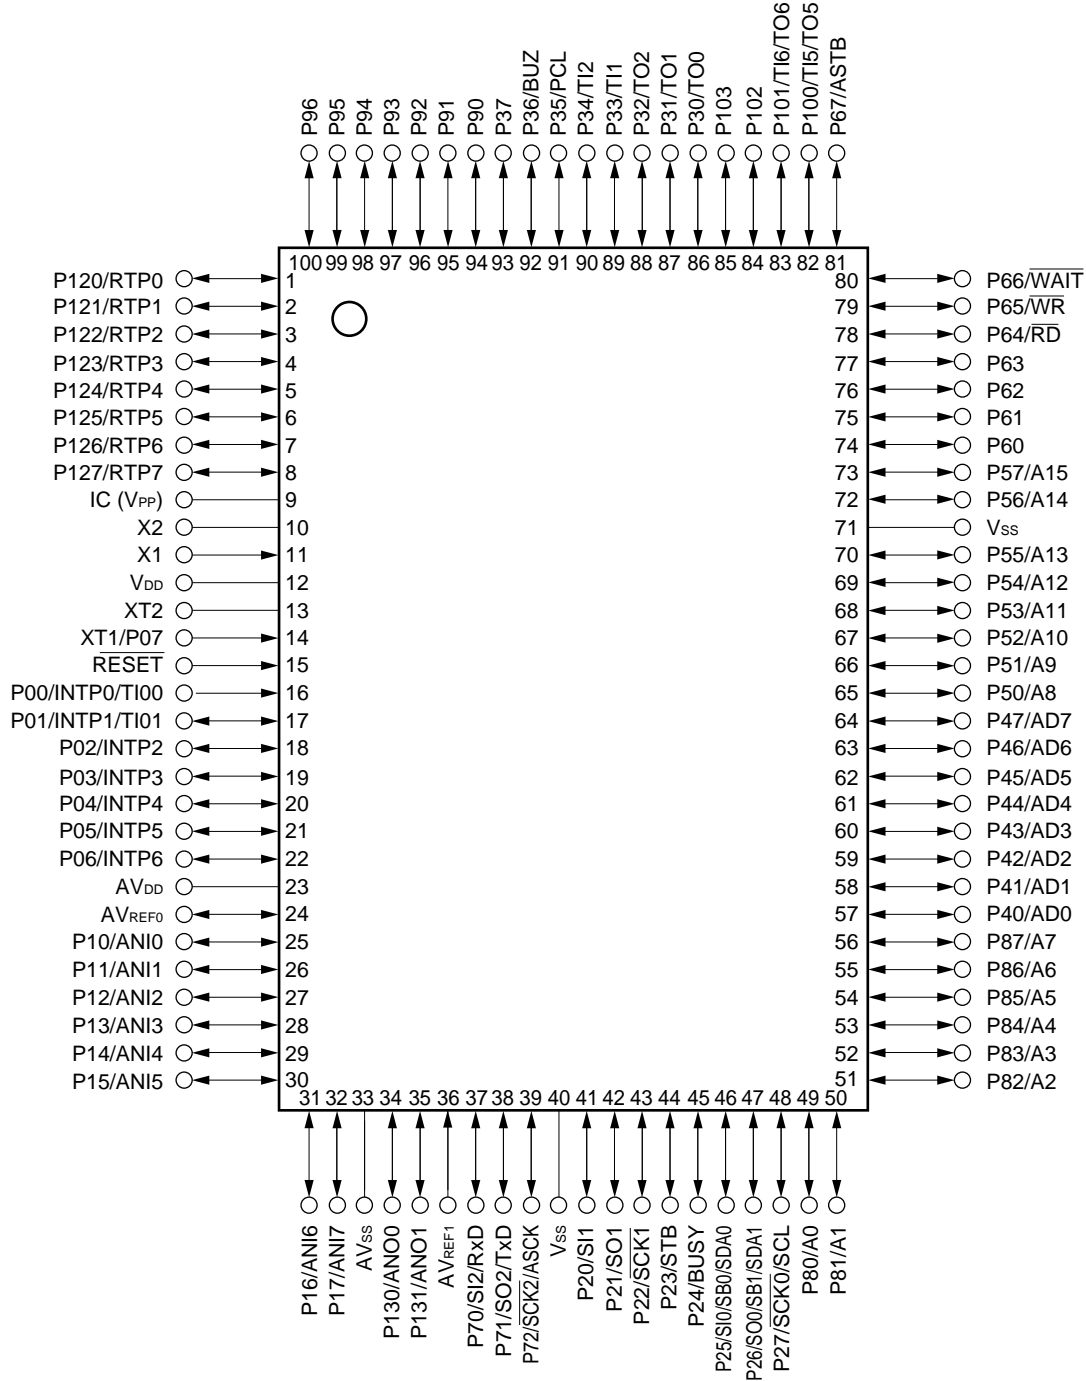 P96
P95
P94
P93
P92
P91
P90
P37
P36/BUZ
P35/PCL
P34/TI2
P33/TI1
P32/TO2
P31/TO1
P30/TO0
P103
P102
P101/TI6/TO6
P100/TI5/TO5
P67/ASTB
100 99 98 97 96 95 94 93 92 91 90 89 88 87 86 85 84 83 82 81
P120/RTP0 1 80 P66/WAIT
P121/RTP1 2 79 P65/WR
P122/RTP2 3 78 P64/RD
P123/RTP3 4 77 P63
P124/RTP4 5 76 P62
P125/RTP5 6 75 P61
P126/RTP6 7 74 P60
P127/RTP7 8 73 P57/A15
IC (VPP) 9 72 P56/A14
X2 10 71 VSS
X1 11 70 P55/A13
VDD 12 69 P54/A12
XT2 13 68 P53/A11
XT1/P07 14 67 P52/A10
RESET 15 66 P51/A9
P00/INTP0/TI00 16 65 P50/A8
P01/INTP1/TI01 17 64 P47/AD7
P02/INTP2 18 63 P46/AD6
P03/INTP3 19 62 P45/AD5
P04/INTP4 20 61 P44/AD4
P05/INTP5 21 60 P43/AD3
P06/INTP6 22 59 P42/AD2
AVDD 23 58 P41/AD1
AVREF0 24 57 P40/AD0
P10/ANI0 25 56 P87/A7
P11/ANI1 26 55 P86/A6
P12/ANI2 27 54 P85/A5
P13/ANI3 28 53 P84/A4
P14/ANI4 29 52 P83/A3
P15/ANI5 30 51 P82/A2
31 32 33 34 35 36 37 38 39 40 41 42 43 44 45 46 47 48 49 50
P16/ANI6
P17/ANI7
AVSS
P130/ANO0
P131/ANO1
AVREF1
P70/SI2/RxD
P71/SO2/TxD
P72/SCK2/ASCK
VSS
P20/SI1
P21/SO1
P22/SCK1
P23/STB
P24/BUSY
P25/SI0/SB0/SDA0
P26/SO0/SB1/SDA1
P27/SCK0/SCL
P80/A0
P81/A1